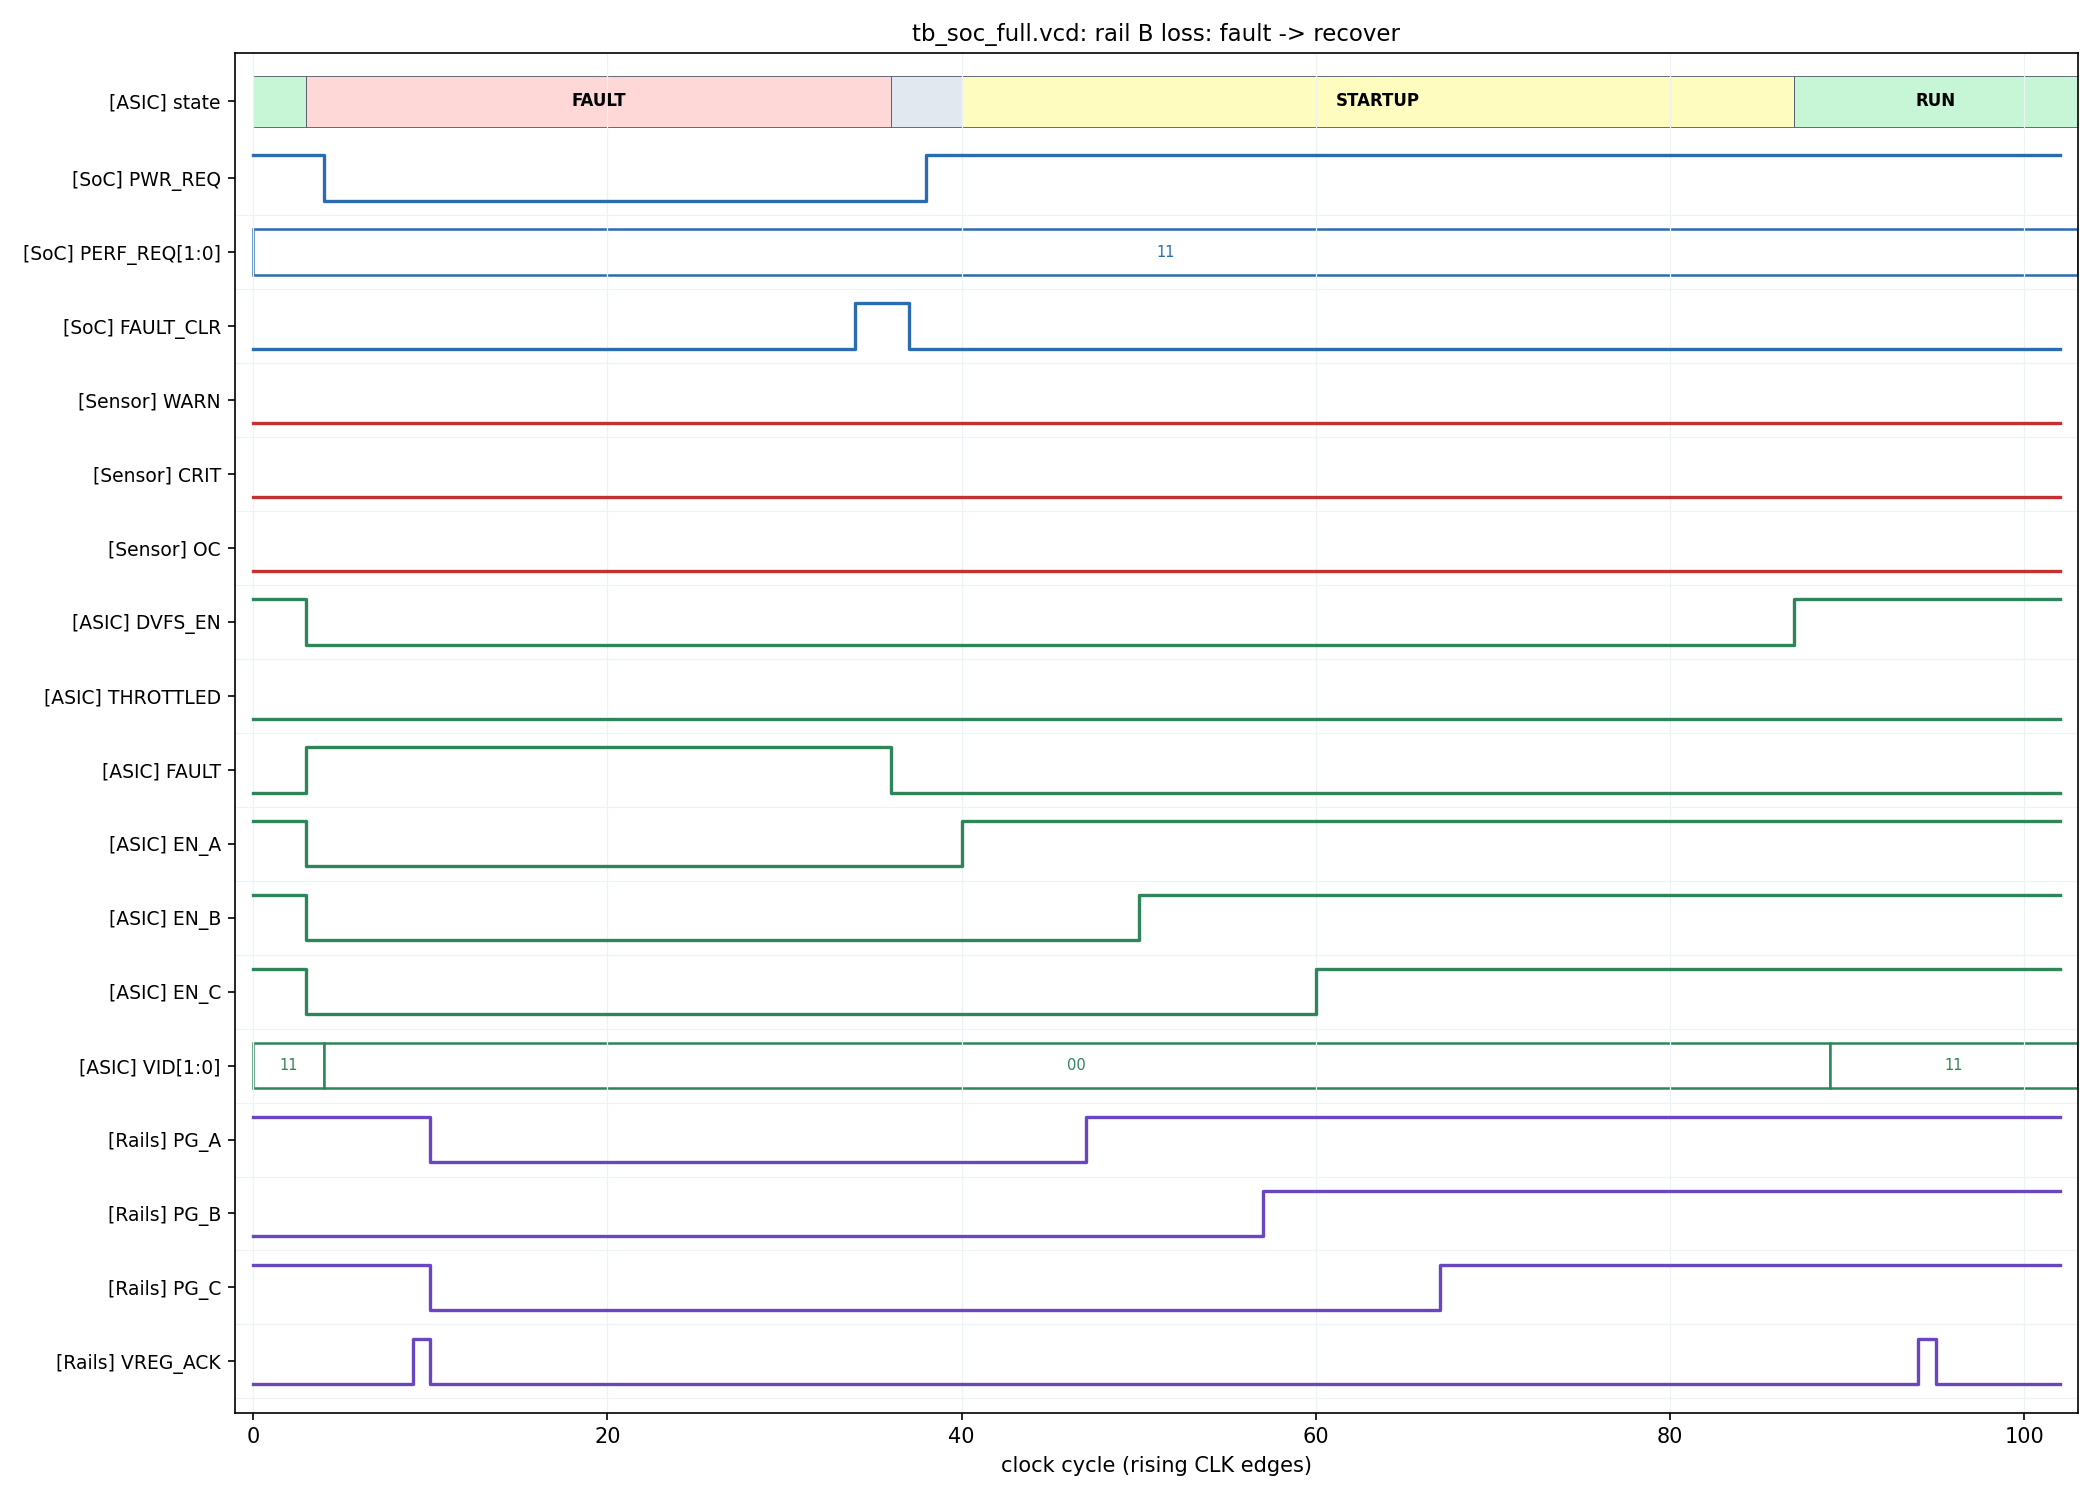 tb_soc_full.vcd: rail B loss: fault -> recover
[ASIC] state
FAULT
STARTUP
RUN
[SoC] PWR_REQ
[SoC] PERF_REQ[1:0]
11
[SoC] FAULT_CLR
[Sensor] WARN
[Sensor] CRIT
[Sensor] OC
[ASIC] DVFS_EN
[ASIC] THROTTLED
[ASIC] FAULT
[ASIC] EN_A
[ASIC] EN_B
[ASIC] EN_C
[ASIC] VID[1:0]
11
00
11
[Rails] PG_A
[Rails] PG_B
[Rails] PG_C
[Rails] VREG_ACK
0
20
40
60
80
100
clock cycle (rising CLK edges)